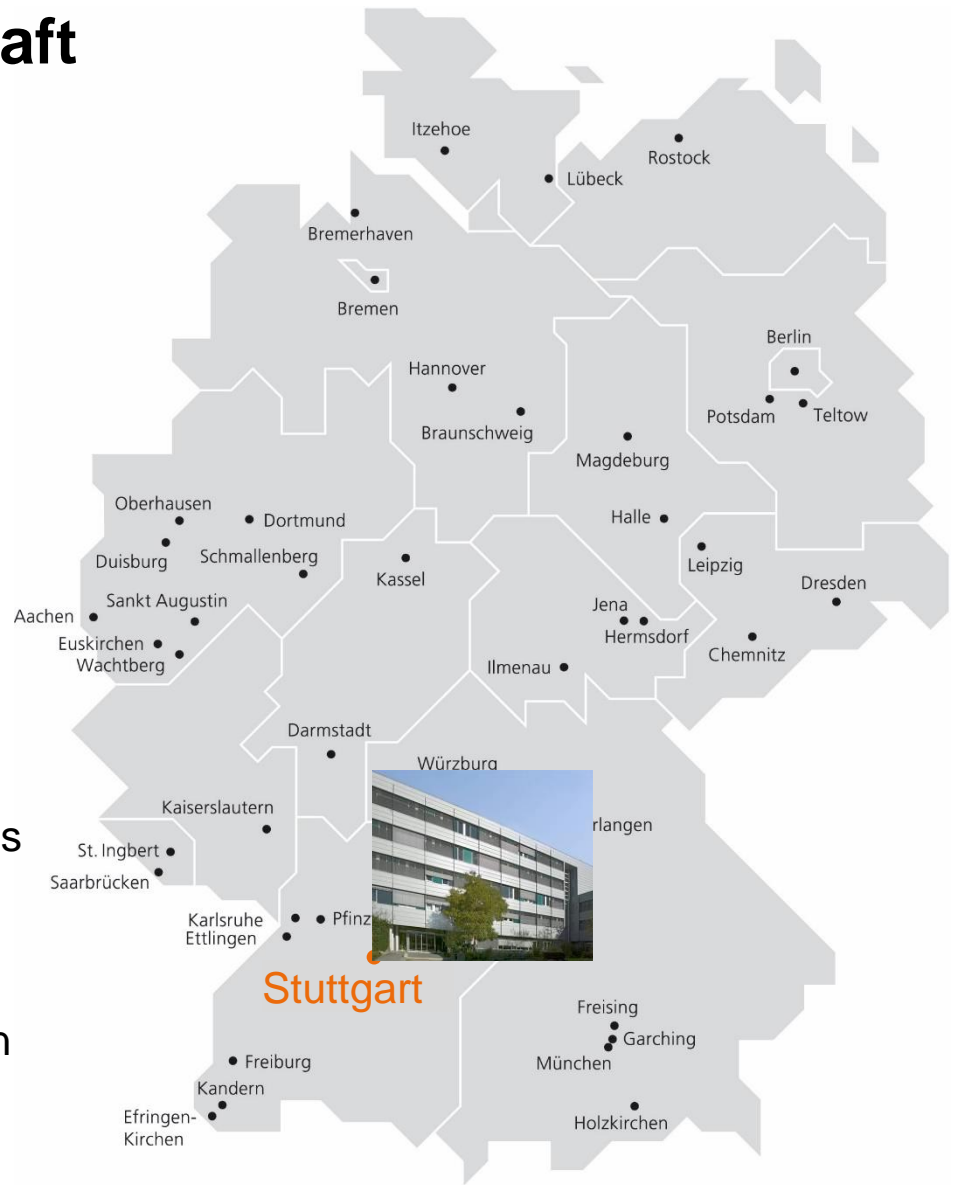 aft
Itzehoe
Rostock
Lübeck
Bremerhaven
Bremen
Berlin
Hannover
Potsdam
Teltow
Braunschweig
Magdeburg
Oberhausen
Dortmund
Halle
Duisburg
Schmallenberg
Kassel
Leipzig
Dresden
Sankt Augustin
Jena
Aachen
Hermsdorf
Euskirchen
Chemnitz
Wachtberg
Ilmenau
Darmstadt
Würzburg
Kaiserslautern
rlangen
s
St. Ingbert
Saarbrücken
Karlsruhe
Pfinz
Ettlingen
Stuttgart
Freising
n
Garching
Freiburg
München
Kandern
Efringen-
Kirchen
Holzkirchen